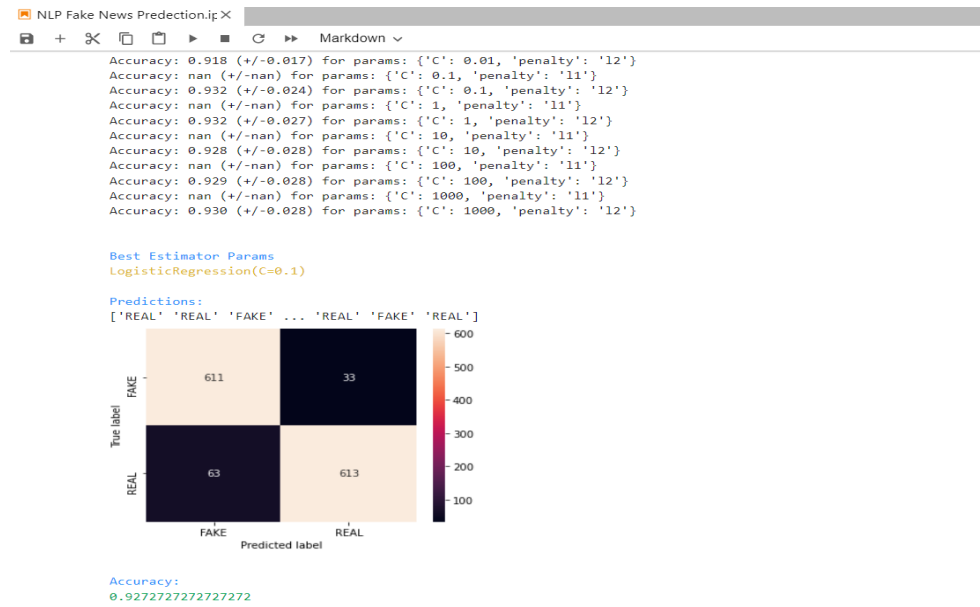 NLP Fake News Predection.ip
Markdown
Accuracy: 0.918 (+/-0.017) for params: {'C': 0.01, 'penalty': 'l2'}
Accuracy: nan (+/-nan) for params: {'C': 0.1, 'penalty': 'l1'}
Accuracy: 0.932 (+/-0.024) for params: {'C': 0.1, 'penalty': 'l2'}
Accuracy: nan (+/-nan) for params: {'C': 1, 'penalty': 'l1'}
Accuracy: 0.932 (+/-0.027) for params: {'C': 1, 'penalty': 'l2'}
Accuracy: nan (+/-nan) for params: {'C': 10, 'penalty': 'l1'}
Accuracy: 0.928 (+/-0.028) for params: {'C': 10, 'penalty': 'l2'}
Accuracy: nan (+/-nan) for params: {'C': 100, 'penalty': 'l1'}
Accuracy: 0.929 (+/-0.028) for params: {'C': 100, 'penalty': 'l2'}
Accuracy: nan (+/-nan) for params: {'C': 1000, 'penalty': 'l1'}
Accuracy: 0.930 (+/-0.028) for params: {'C': 1000, 'penalty': 'l2'}
Best Estimator Params
LogisticRegression(C=0.1)
Predictions:
['REAL' 'REAL' 'FAKE' ... 'REAL' 'FAKE' 'REAL']
True label
FAKE
REAL
611
33
63
613
FAKE
REAL
Predicted label
600
500
400
300
200
100
Accuracy:
0.9272727272727272